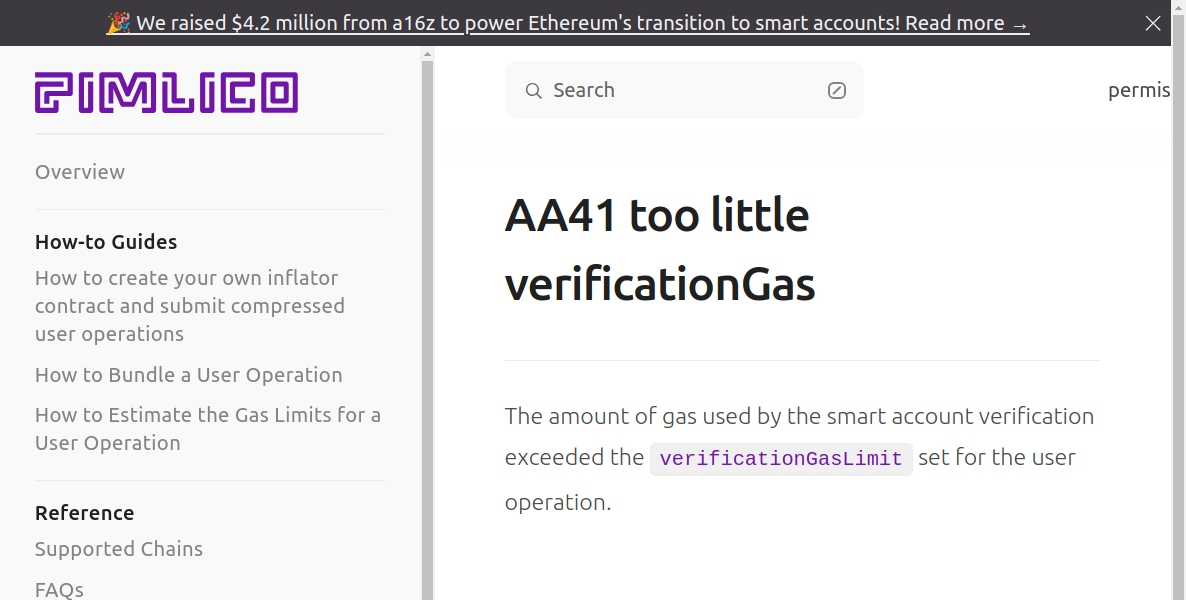 🎉 We raised $4.2 million from a16z to power Ethereum's transition to smart accounts! Read more →
PIMLICO
Search
permis
Overview
How-to Guides
How to create your own inflator
contract and submit compressed
user operations
How to Bundle a User Operation
How to Estimate the Gas Limits for a
User Operation
Reference
Supported Chains
FAQs
AA41 too little
verificationGas
The amount of gas used by the smart account verification
exceeded the verificationGasLimit set for the user
operation.